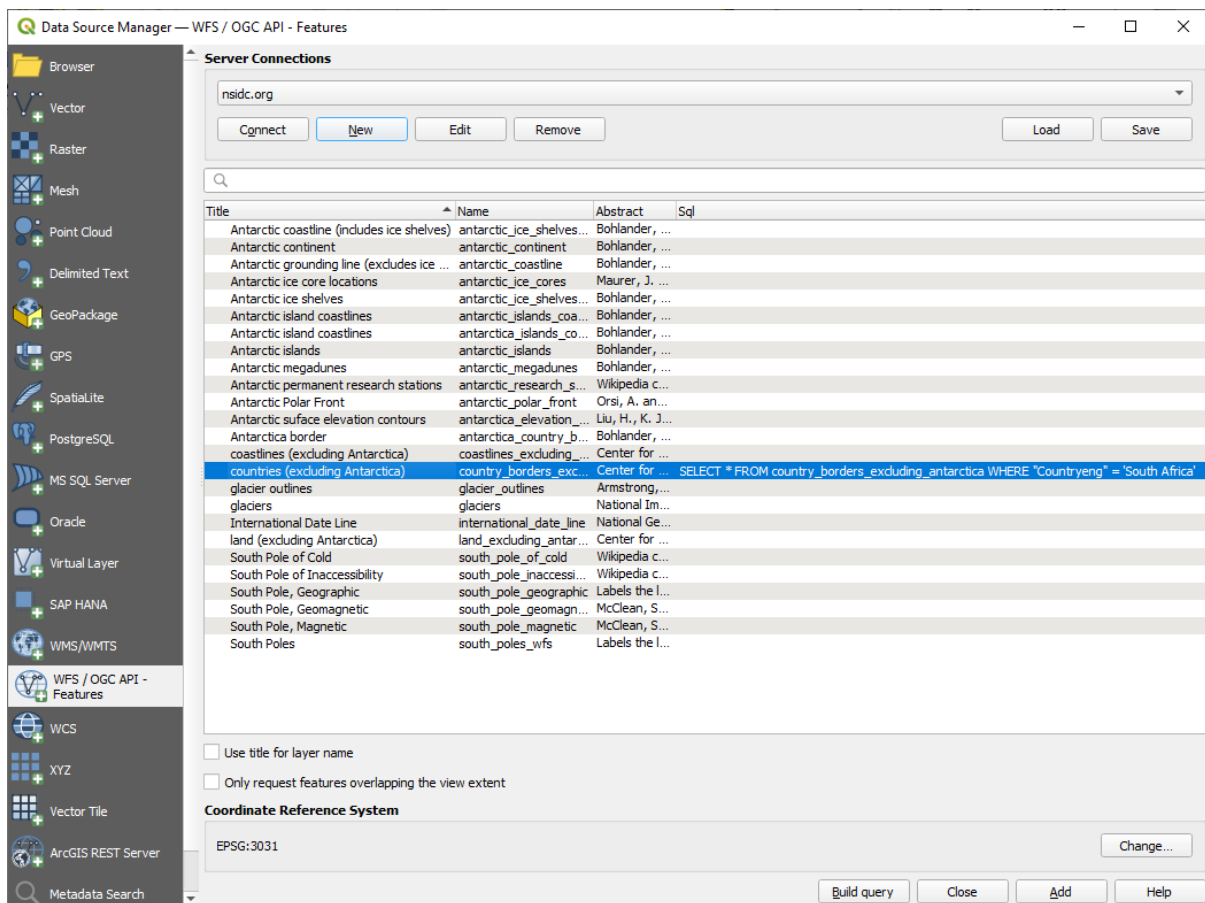 Data Source Manager — WFS / OGC API - Features
Browser
Vector
Raster
Mesh
Point Cloud
Delimited Text
GeoPackage
GPS
SpatiaLite
PostgreSQL
MS SQL Server
Oracle
Virtual Layer
SAP HANA
WMS/WMTS
WFS / OGC API -
Features
WCS
XYZ
Vector Tile
ArcGIS REST Server
Metadata Search
Server Connections
nsidc.org
Connect New Edit Remove Load Save
Title Name Abstract Sql
Antarctic coastline (includes ice shelves) antarctic_ice_shelves... Bohlander, ...
Antarctic continent antarctic_continent Bohlander, ...
Antarctic grounding line (excludes ice ... antarctic_coastline Bohlander, ...
Antarctic ice core locations antarctic_ice_cores Maurer, J. ...
Antarctic ice shelves antarctic_ice_shelves... Bohlander, ...
Antarctic island coastlines antarctic_islands_coa... Bohlander, ...
Antarctic island coastlines antarctica_islands_co... Bohlander, ...
Antarctic islands antarctic_islands Bohlander, ...
Antarctic megadunes antarctic_megadunes Bohlander, ...
Antarctic permanent research stations antarctic_research_s... Wikipedia c...
Antarctic Polar Front antarctic_polar_front Orsi, A. an...
Antarctic suface elevation contours antarctica_elevation_... Liu, H., K. J...
Antarctica border antarctica_country_b... Bohlander, ...
coastlines (excluding Antarctica) coastlines_excluding_... Center for ...
countries (excluding Antarctica) country_borders_exc... Center for ... SELECT * FROM country_borders_excluding_antarctica WHERE "Countryeng" = 'South Africa'
glacier outlines glacier_outlines Armstrong,...
glaciers glaciers National Im...
International Date Line international_date_line National Ge...
land (excluding Antarctica) land_excluding_antar... Center for ...
South Pole of Cold south_pole_of_cold Wikipedia c...
South Pole of Inaccessibility south_pole_inaccessi... Wikipedia c...
South Pole, Geographic south_pole_geographic Labels the l...
South Pole, Geomagnetic south_pole_geomagn... McClean, S...
South Pole, Magnetic south_pole_magnetic McClean, S...
South Poles south_poles_wfs Labels the l...
Use title for layer name
Only request features overlapping the view extent
Coordinate Reference System
EPSG:3031 Change...
Build query Close Add Help